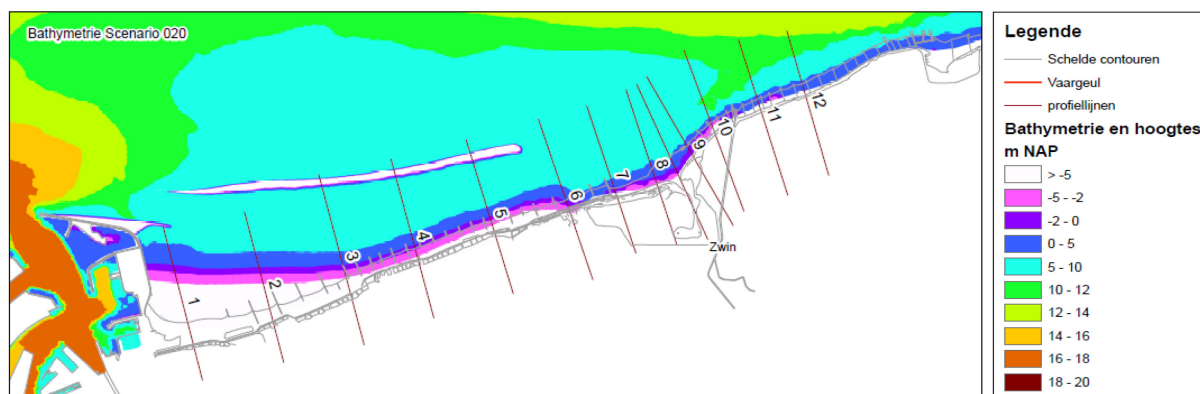 Bathymetrie Scenario 020
1
2
3
4
5
6
7
8
9
10
11
12
Zwin
Legende
Schelde contouren
Vaargeul
profiellijnen
Bathymetrie en hoogtes
m NAP
> -5
-5 - -2
-2 - 0
0 - 5
5 - 10
10 - 12
12 - 14
14 - 16
16 - 18
18 - 20